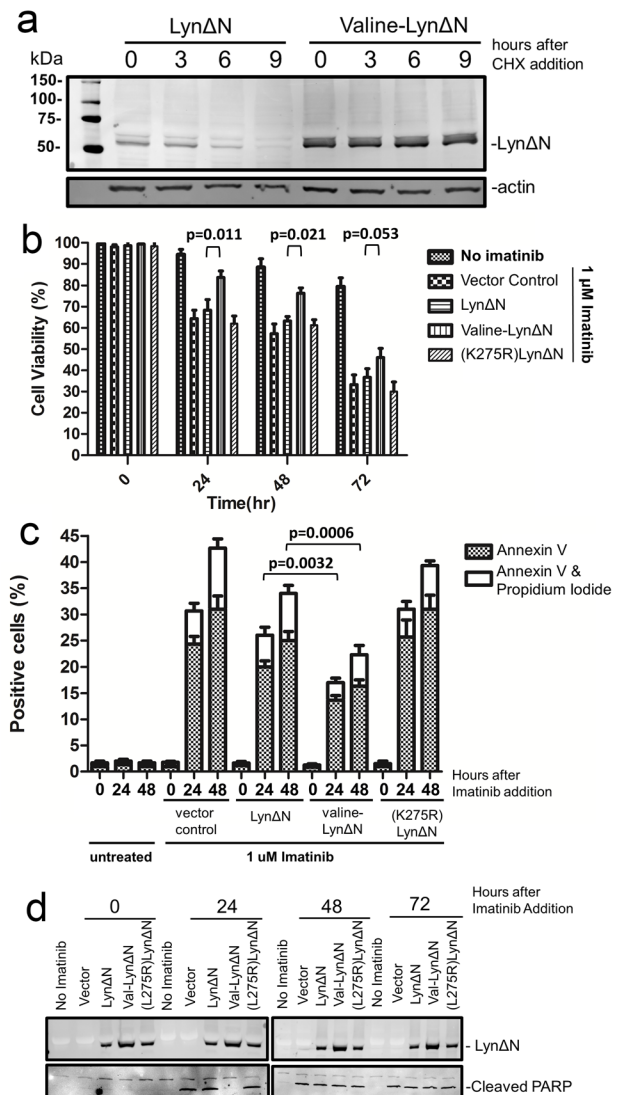 a
LynΔN Valine-LynΔN
kDa 0 3 6 9 0 3 6 9 hours after
CHX addition
150-
100-
75-
50- -LynΔN
-actin
b
100
90
80
70
60
50
40
30
20
10
0
Cell Viability (%)
p=0.011 p=0.021 p=0.053
0 24 48 72
Time(hr)
No imatinib
Vector Control
LynΔN
Valine-LynΔN
(K275R)LynΔN
1 µM Imatinib
c
45
40
35
30
25
20
15
10
5
0
Positive cells (%)
p=0.0006
p=0.0032
Annexin V
Annexin V &
Propidium Iodide
0 24 48 0 24 48 0 24 48 0 24 48 0 24 48 Hours after
Imatinib addition
vector
control
LynΔN
valine-
LynΔN
(K275R)
LynΔN
untreated 1 uM Imatinib
d
0 24 48 72 Hours after
Imatinib Addition
No Imatinib
Vector
LynΔN
Val-LynΔN
(L275R)LynΔN
No Imatinib
Vector
LynΔN
Val-LynΔN
(L275R)LynΔN
No Imatinib
Vector
LynΔN
Val-LynΔN
(L275R)LynΔN
No Imatinib
Vector
LynΔN
Val-LynΔN
(L275R)LynΔN
- LynΔN
-Cleaved PARP